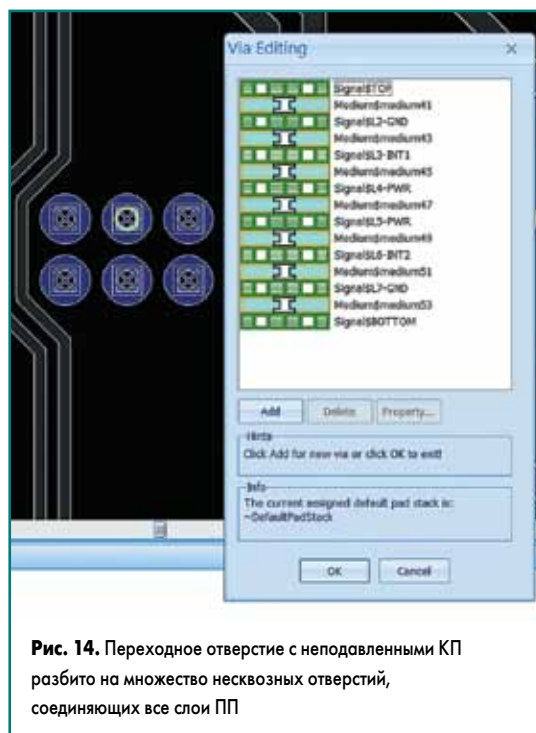 Via Editing
Signal$TOP
Medium$medium41
Signal$L2-GND
Medium$medium43
Signal$L3-INT1
Medium$medium45
Signal$L4-PWR
Medium$medium47
Signal$L5-PWR
Medium$medium49
Signal$L6-INT2
Medium$medium51
Signal$L7-GND
Medium$medium53
Signal$BOTTOM
Add
Delete
Property...
Hints
Click Add for new via or click OK to exit!
Info
The current assigned default pad stack is:
~DefaultPadStack
OK
Cancel
Рис. 14. Переходное отверстие с неподавленными КП
разбито на множество несквозных отверстий,
соединяющих все слои ПП